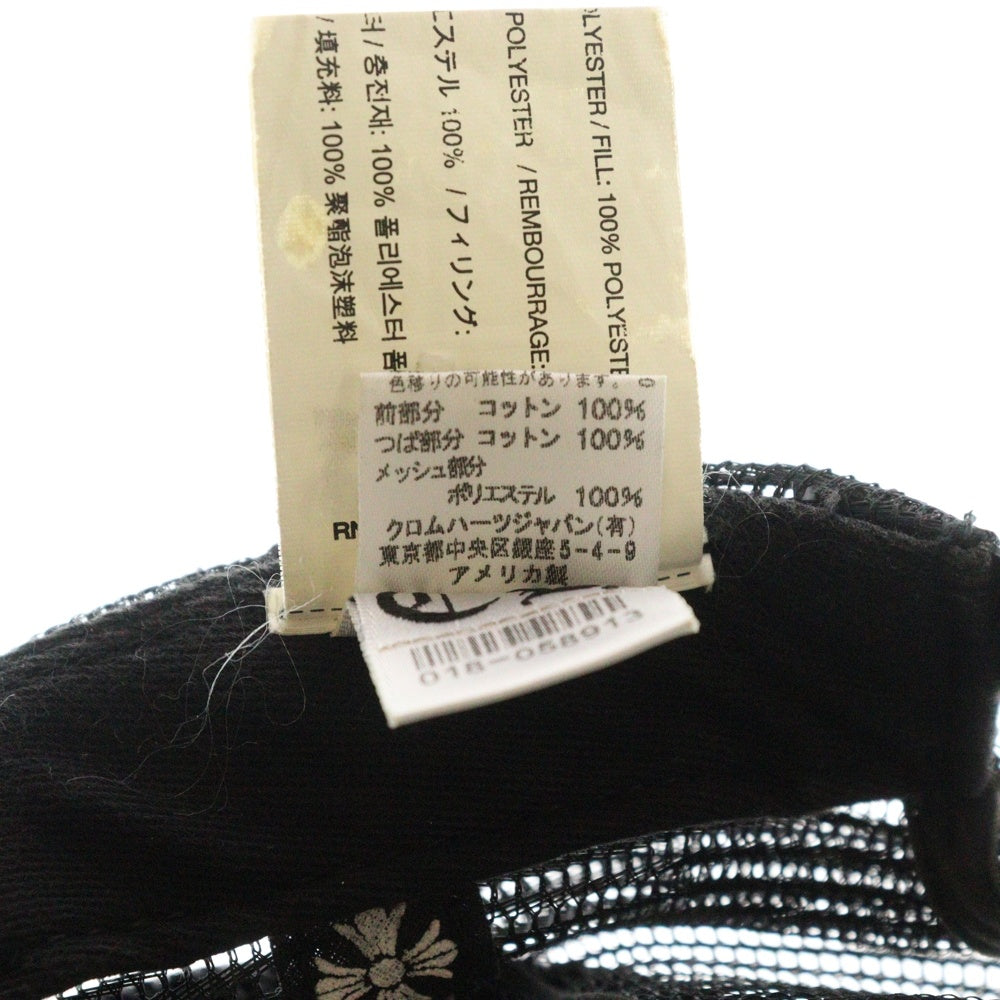 LYESTER / FILL: 100% POLYESTE
POLYESTER / REMBOURRAGE:
ステル 100% / フィリング:
터 / 충전재: 100% 폴리에스터 폼
/ 填充料: 100% 聚酯泡沫塑料
RN
色移りの可能性があります。
前部分 コットン 100%
つば部分 コットン 100%
メッシュ部分
ポリエステル 100%
クロムハーツジャパン(有)
東京都中央区銀座5-4-9
アメリカ製
018-058913